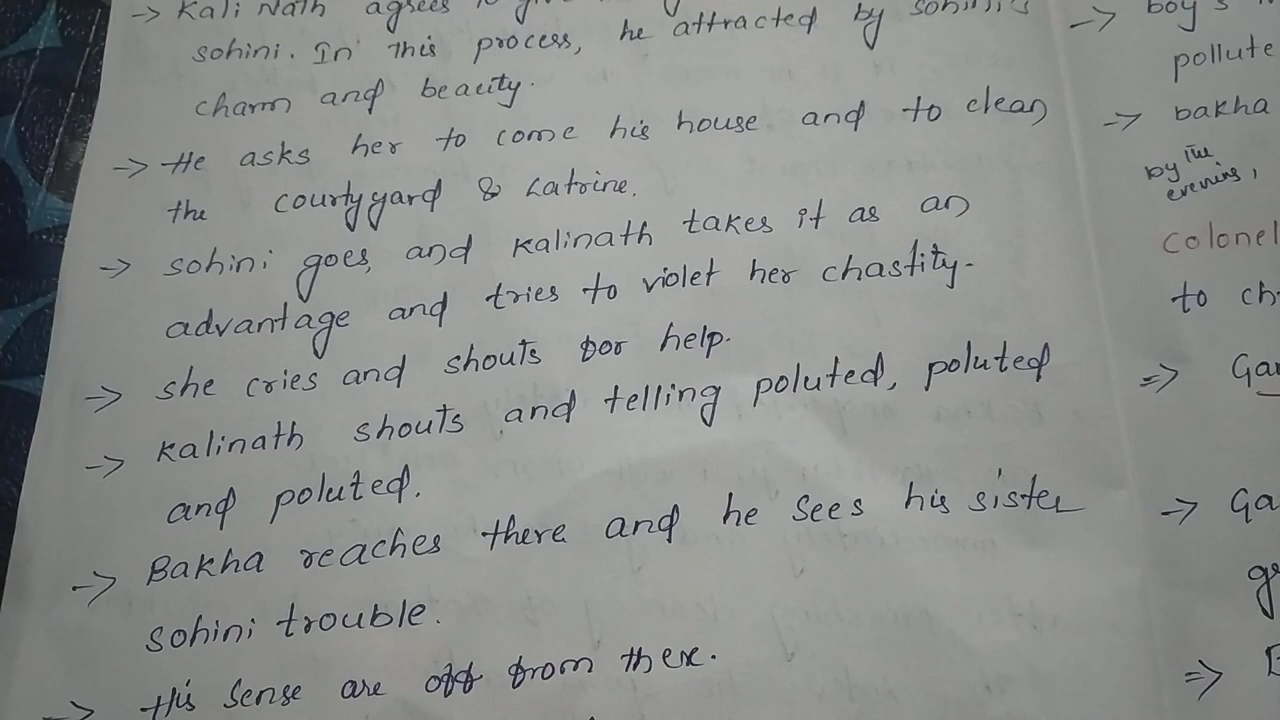 -> Kali Nath agrees to
sohini. In this process, he attracted by sohini's
charm and beauty.
-> He asks her to come his house and to clean
the courtygard & Latrine.
-> sohini goes, and Kalinath takes it as an
advantage and tries to violet her chastity.
-> she cries and shouts for help.
-> Kalinath shouts and telling poluted, poluted
and poluted.
-> Bakha reaches there and he sees his sister
sohini trouble.
-> His sense are off from there.
-> boy's
pollute
-> bakha
by the
evening,
colonel
to
=>
->
=>